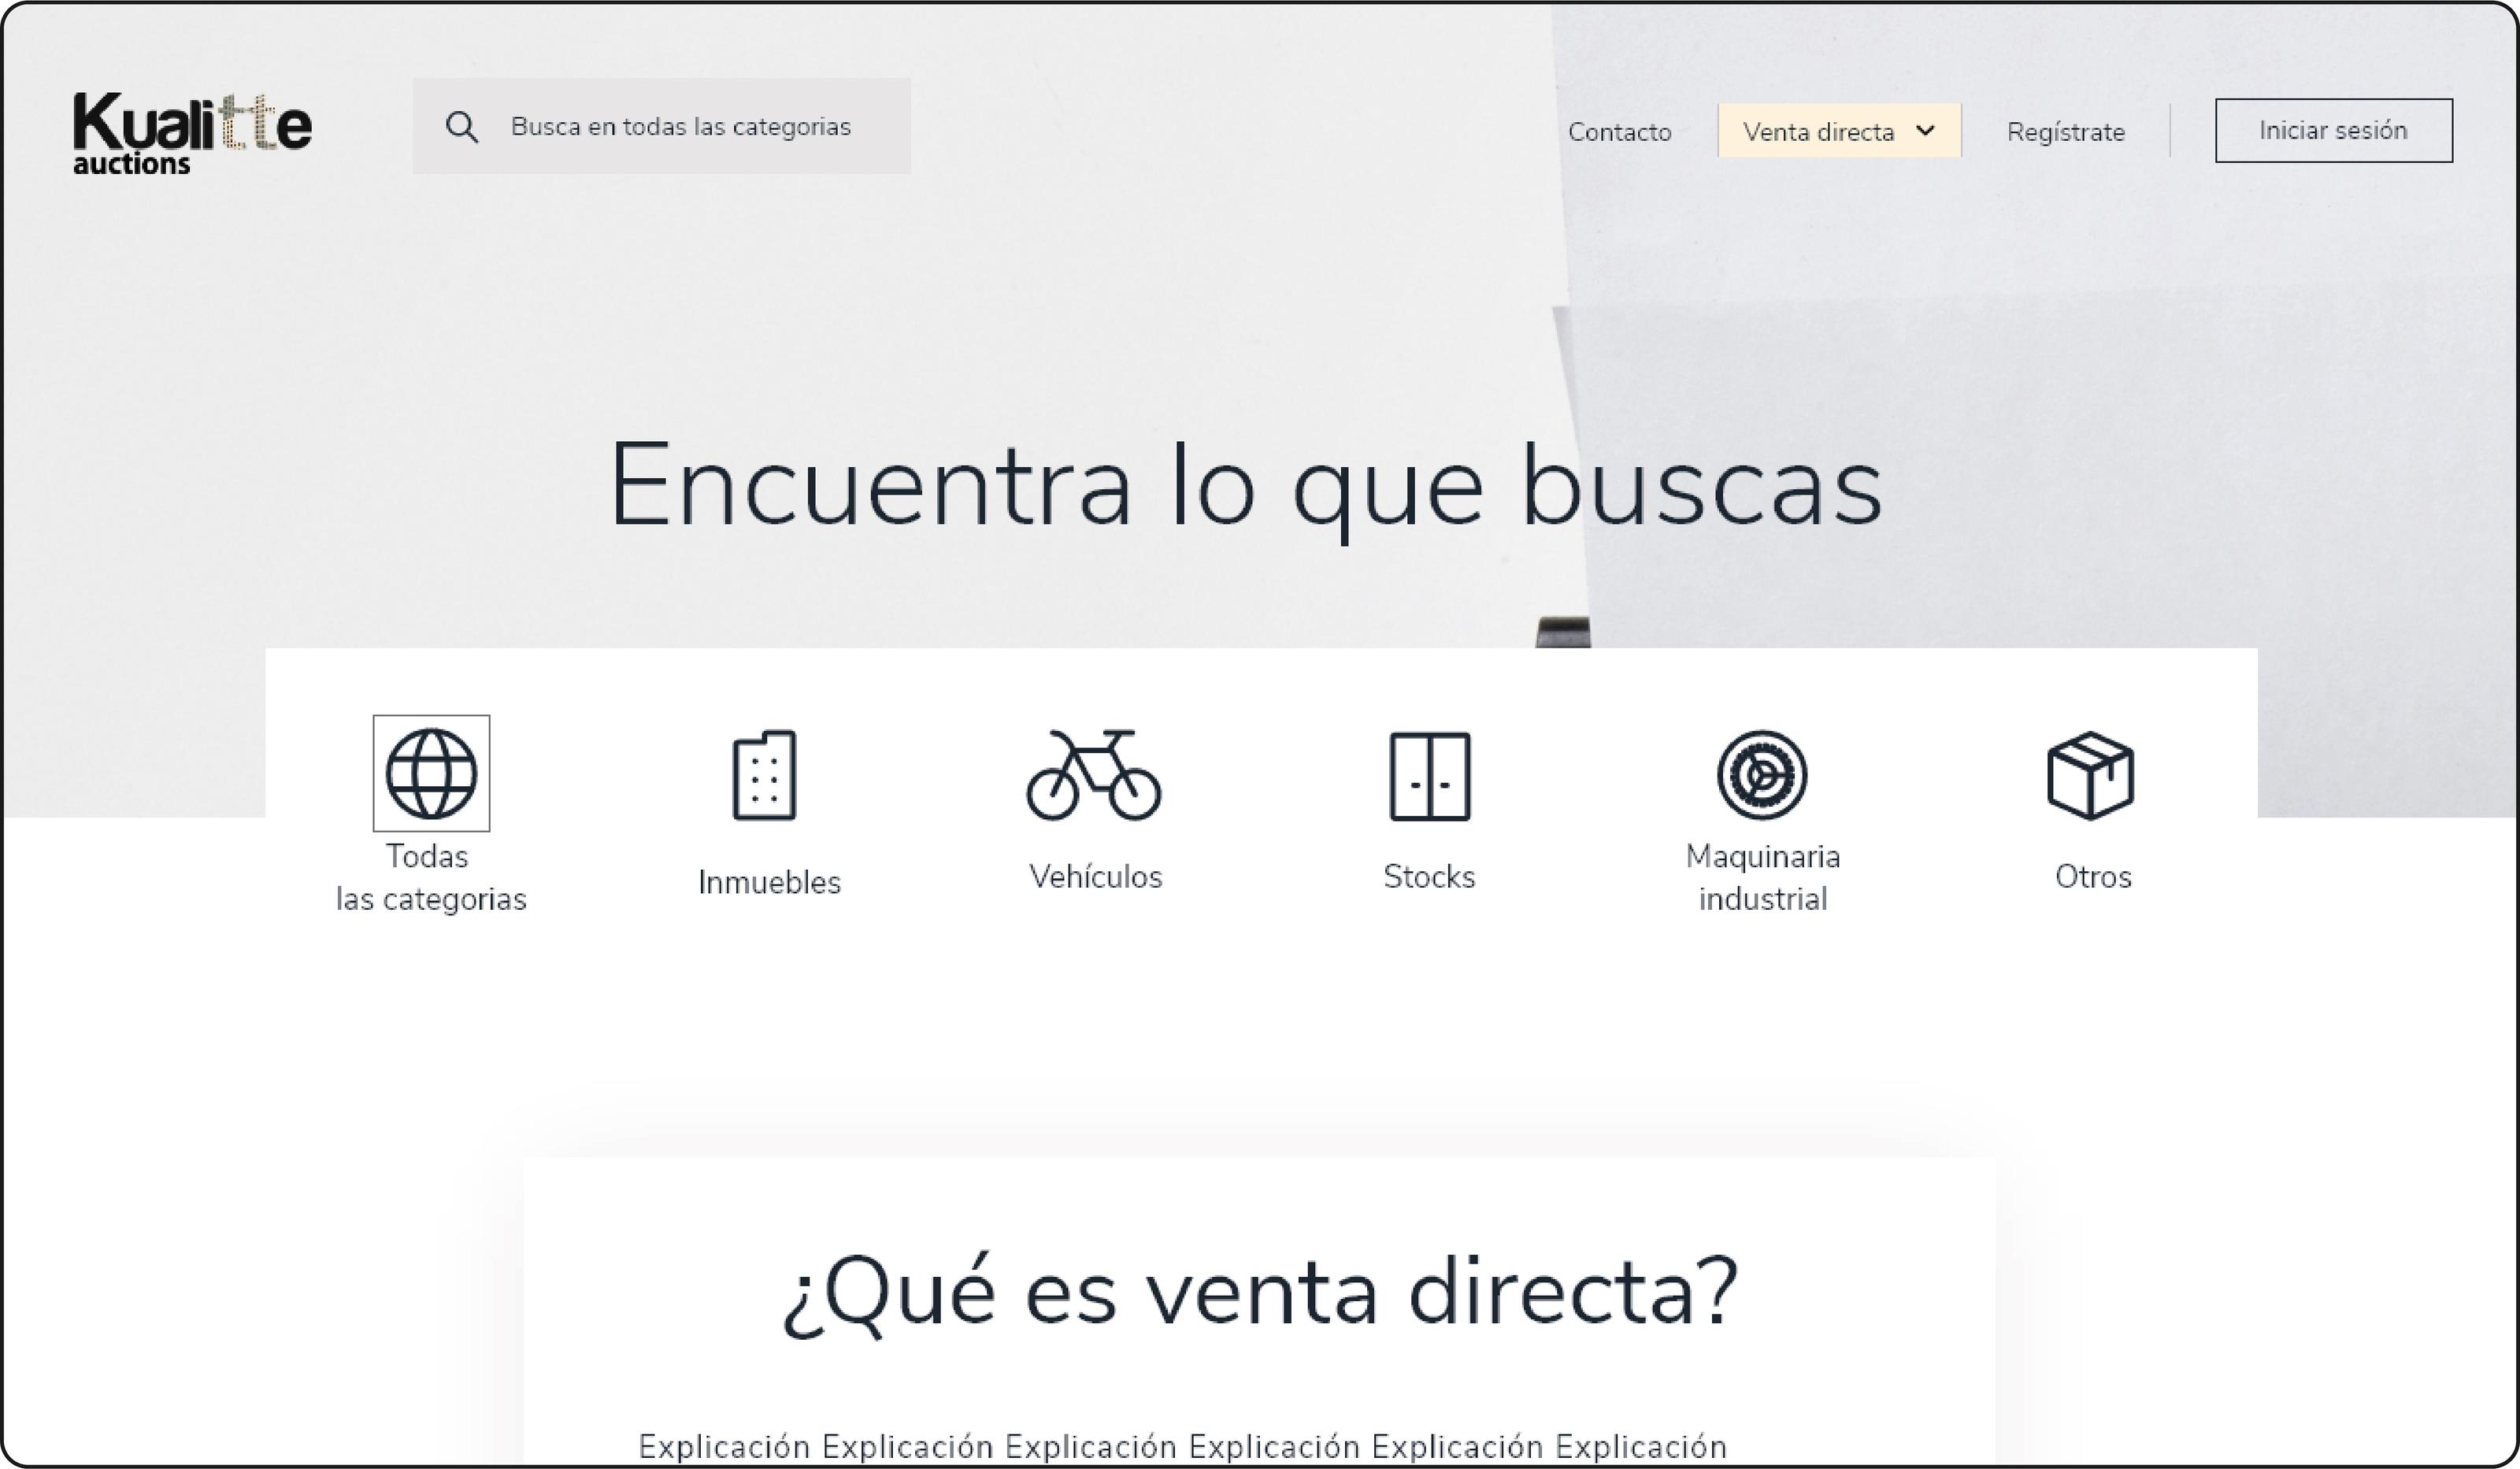 Kualitte
auctions
Busca en todas las categorias
Contacto
Venta directa
Regístrate
Iniciar sesión
Encuentra lo que buscas
Todas
las categorias
Inmuebles
Vehículos
Stocks
Maquinaria
industrial
Otros
¿Qué es venta directa?
Explicación Explicación Explicación Explicación Explicación Explicación